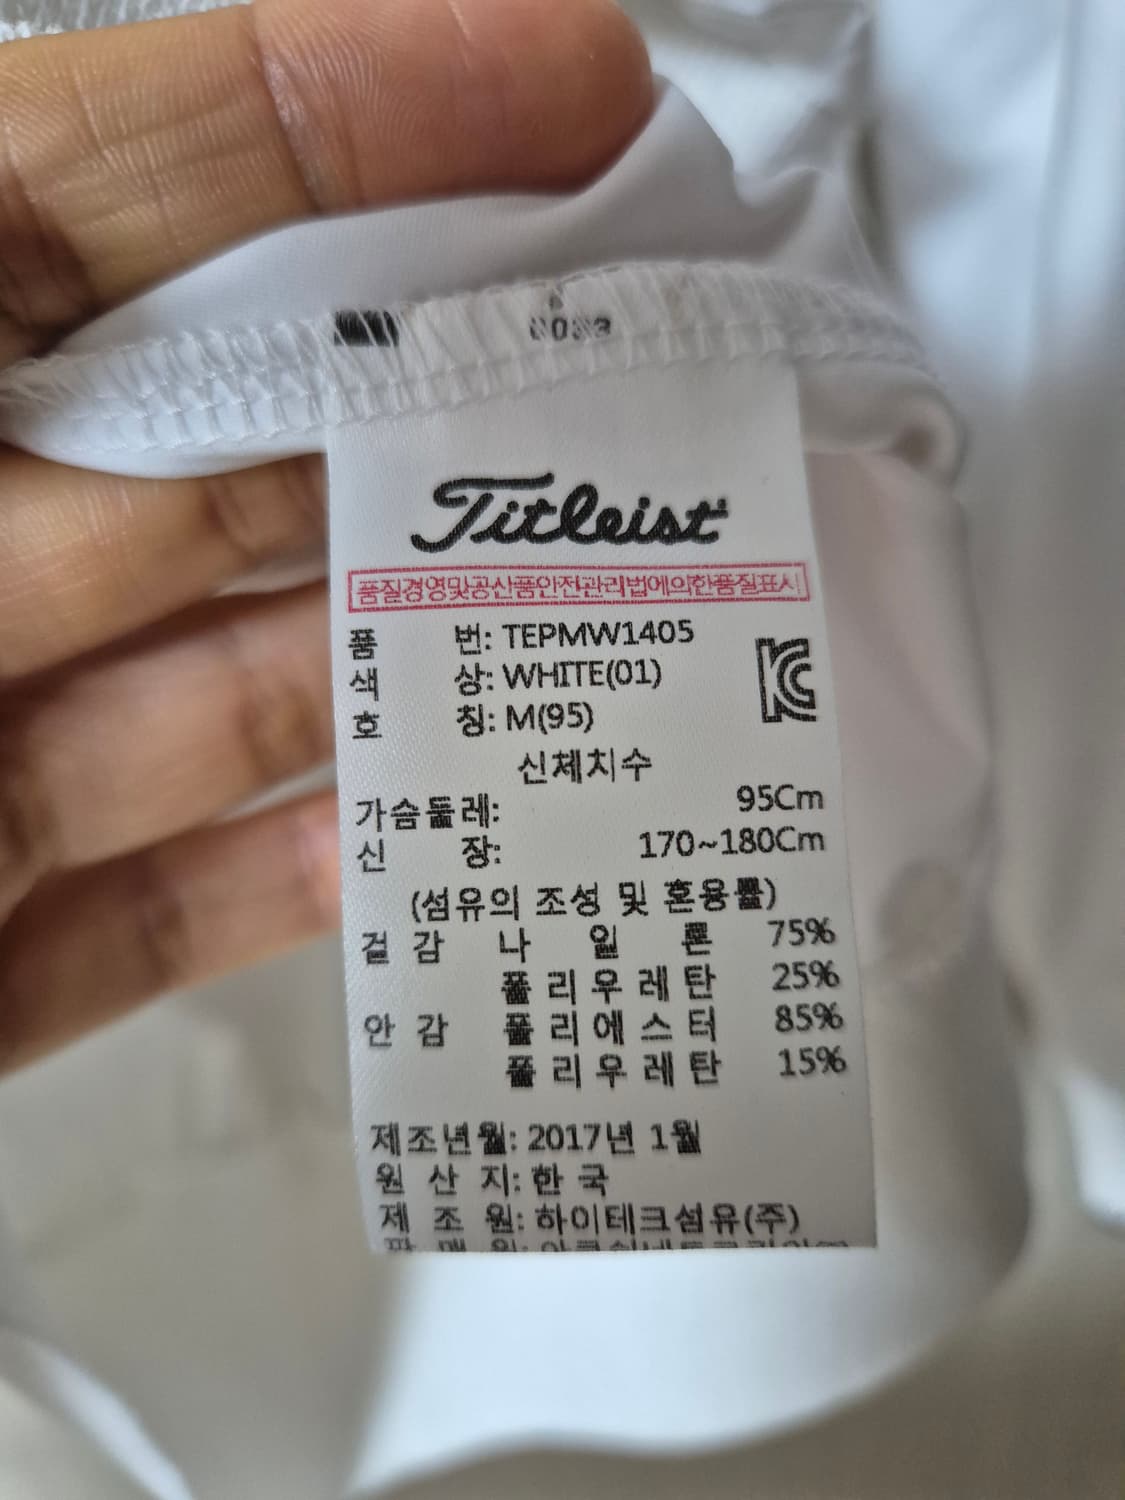 Titleist
품질경영및공산품안전관리법에의한품질표시
품 번: TEPMW1405
색 상: WHITE(01)
호 칭: M(95)
신체치수
가슴둘레: 95Cm
신 장: 170~180Cm
(섬유의 조성 및 혼용률)
겉 감 나 일 론 75%
폴 리 우 레 탄 25%
안 감 폴 리 에 스 터 85%
폴 리 우 레 탄 15%
제조년월: 2017년 1월
원 산 지: 한 국
제 조 원: 하이테크섬유(주)